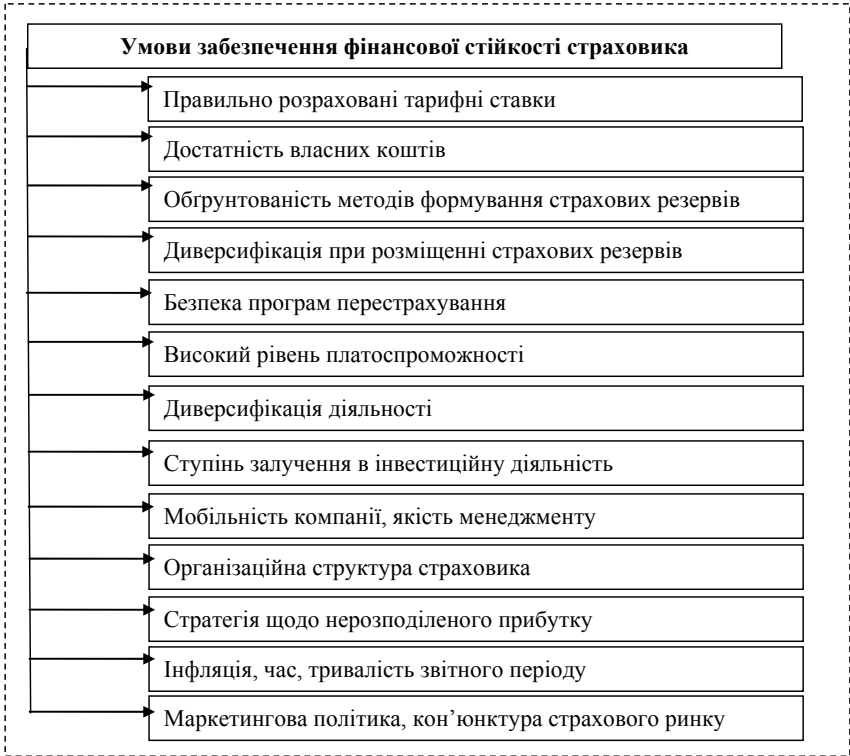 Умови забезпечення фінансової стійкості страховика
Правильно розраховані тарифні ставки
Достатність власних коштів
Обґрунтованість методів формування страхових резервів
Диверсифікація при розміщенні страхових резервів
Безпека програм перестрахування
Високий рівень платоспроможності
Диверсифікація діяльності
Ступінь залучення в інвестиційну діяльність
Мобільність компанії, якість менеджменту
Організаційна структура страховика
Стратегія щодо нерозподіленого прибутку
Інфляція, час, тривалість звітного періоду
Маркетингова політика, кон’юнктура страхового ринку